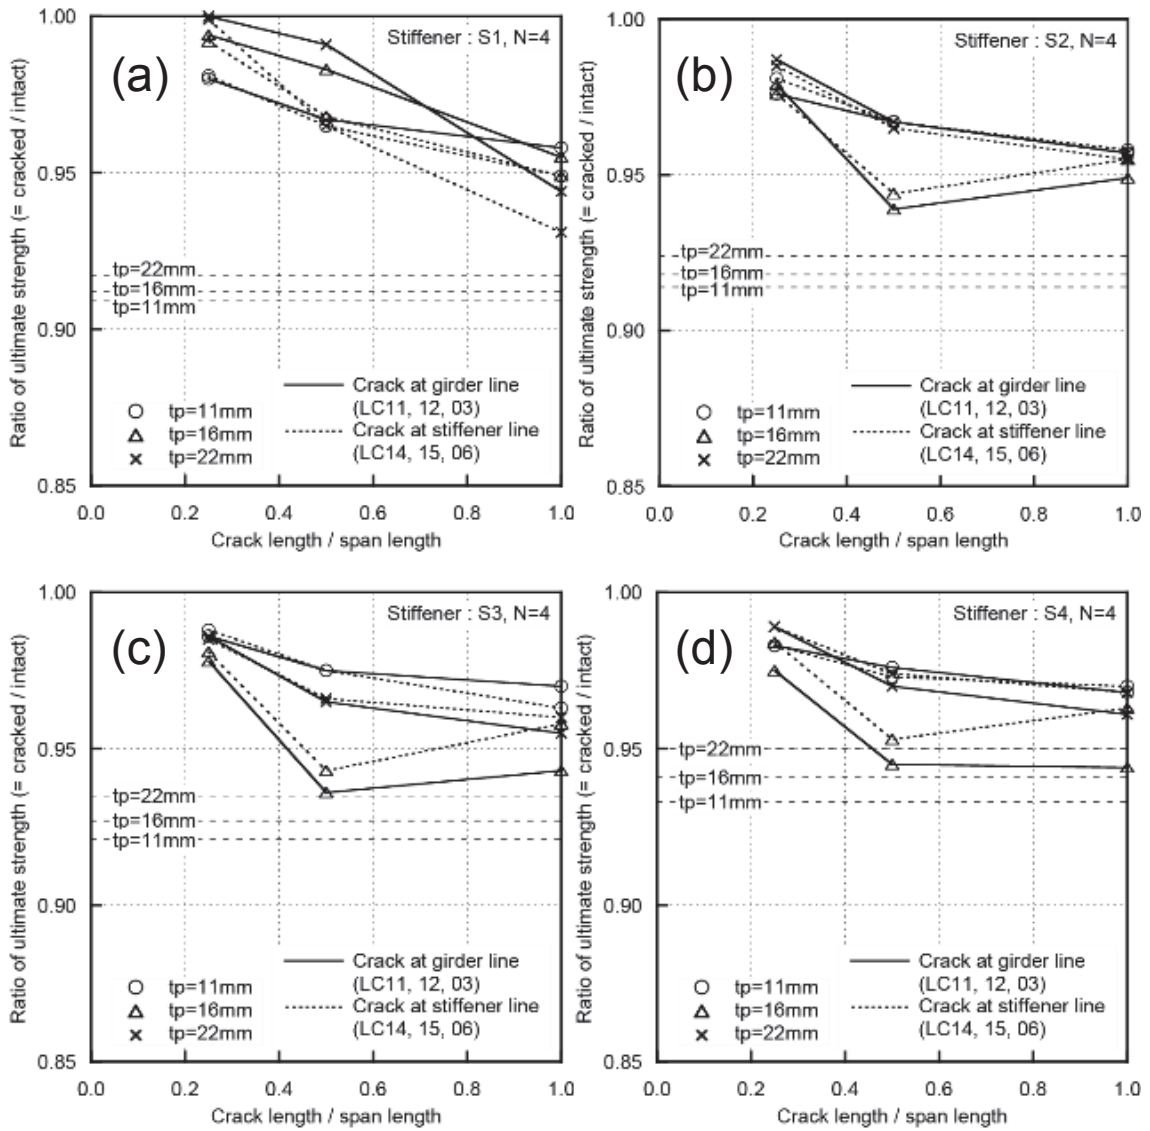 (a)
Stiffener : S1, N=4
1.00
0.95
0.90
0.85
Ratio of ultimate strength (= cracked / intact)
tp=22mm
tp=16mm
tp=11mm
tp=11mm
tp=16mm
tp=22mm
Crack at girder line
(LC11, 12, 03)
Crack at stiffener line
(LC14, 15, 06)
0.0 0.2 0.4 0.6 0.8 1.0
Crack length / span length
(b)
Stiffener : S2, N=4
1.00
0.95
0.90
0.85
Ratio of ultimate strength (= cracked / intact)
tp=22mm
tp=16mm
tp=11mm
tp=11mm
tp=16mm
tp=22mm
Crack at girder line
(LC11, 12, 03)
Crack at stiffener line
(LC14, 15, 06)
0.0 0.2 0.4 0.6 0.8 1.0
Crack length / span length
(c)
Stiffener : S3, N=4
1.00
0.95
0.90
0.85
Ratio of ultimate strength (= cracked / intact)
tp=22mm
tp=16mm
tp=11mm
tp=11mm
tp=16mm
tp=22mm
Crack at girder line
(LC11, 12, 03)
Crack at stiffener line
(LC14, 15, 06)
0.0 0.2 0.4 0.6 0.8 1.0
Crack length / span length
(d)
Stiffener : S4, N=4
1.00
0.95
0.90
0.85
Ratio of ultimate strength (= cracked / intact)
tp=22mm
tp=16mm
tp=11mm
tp=11mm
tp=16mm
tp=22mm
Crack at girder line
(LC11, 12, 03)
Crack at stiffener line
(LC14, 15, 06)
0.0 0.2 0.4 0.6 0.8 1.0
Crack length / span length